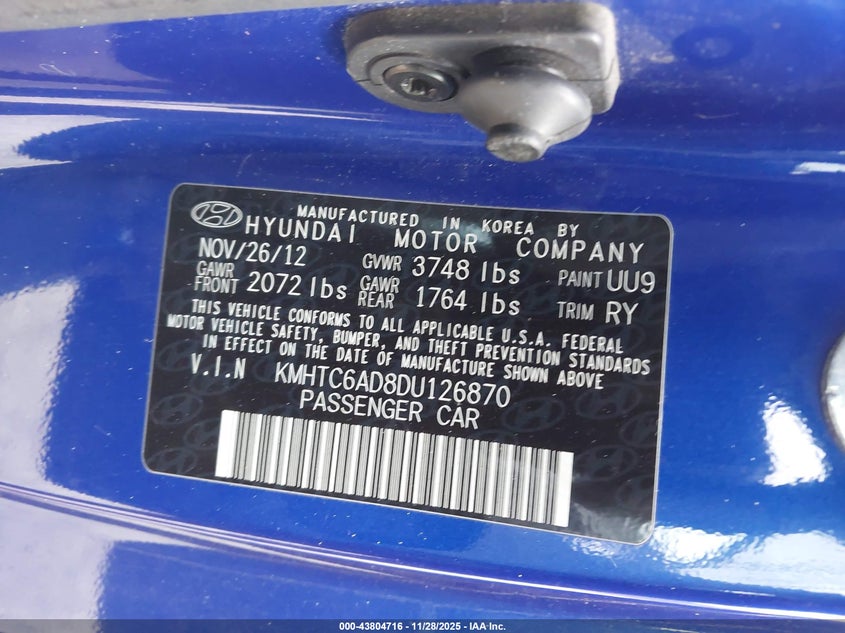 MANUFACTURED IN KOREA BY
HYUNDAI MOTOR COMPANY
NOV/26/12 GVWR 3748 lbs PAINT UU9
GAWR FRONT 2072 lbs GAWR REAR 1764 lbs TRIM RY
THIS VEHICLE CONFORMS TO ALL APPLICABLE U.S.A. FEDERAL
MOTOR VEHICLE SAFETY, BUMPER, AND THEFT PREVENTION STANDARDS
IN EFFECT ON THE DATE OF MANUFACTURE SHOWN ABOVE
V.I.N KMHTC6AD8DU126870
PASSENGER CAR
000-43804716 - 11/28/2025 - IAA Inc.